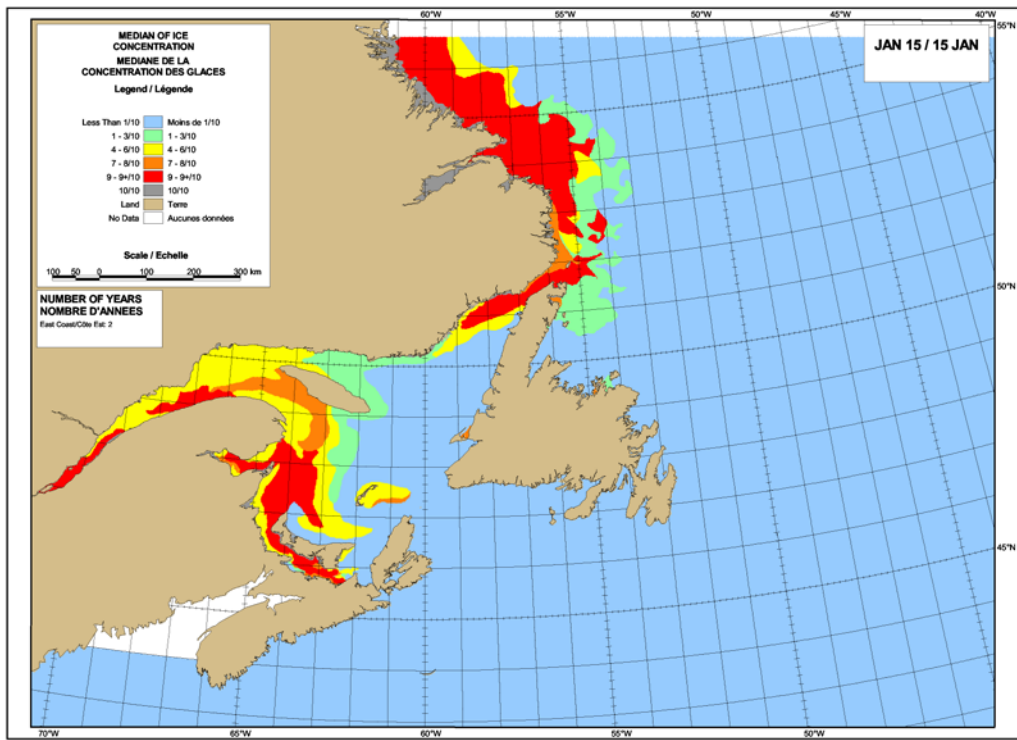 60°W 55°W 50°W 45°W 40°W
55°N
MEDIAN OF ICE
CONCENTRATION
MEDIANE DE LA
CONCENTRATION DES GLACES
Legend / Légende
Less Than 1/10 Moins de 1/10
1 - 3/10 1 - 3/10
4 - 6/10 4 - 6/10
7 - 8/10 7 - 8/10
9 - 9+/10 9 - 9+/10
10/10 10/10
Land Terre
No Data Aucunes données
Scale / Echelle
100 50 0 100 200 300 km
NUMBER OF YEARS
NOMBRE D'ANNEES
East Coast/Côte Est: 2
JAN 15 / 15 JAN
50°N
45°N
70°W 65°W 60°W 55°W